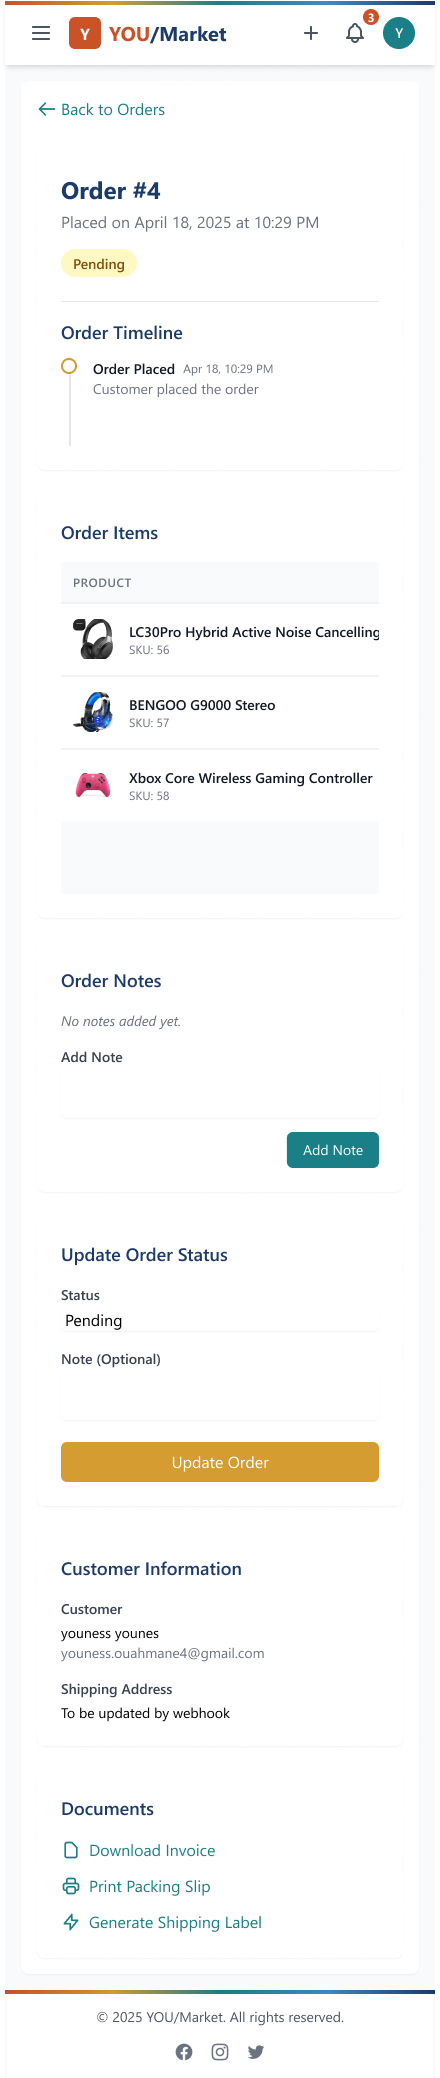 Y YOU/Market 3 Y
Back to Orders
Order #4
Placed on April 18, 2025 at 10:29 PM
Pending
Order Timeline
Order Placed Apr 18, 10:29 PM
Customer placed the order
Order Items
PRODUCT
LC30Pro Hybrid Active Noise Cancelling
SKU: 56
BENGOO G9000 Stereo
SKU: 57
Xbox Core Wireless Gaming Controller
SKU: 58
Order Notes
No notes added yet.
Add Note
Add Note
Update Order Status
Status
Pending
Note (Optional)
Update Order
Customer Information
Customer
youness younes
youness.ouahmane4@gmail.com
Shipping Address
To be updated by webhook
Documents
Download Invoice
Print Packing Slip
Generate Shipping Label
© 2025 YOU/Market. All rights reserved.